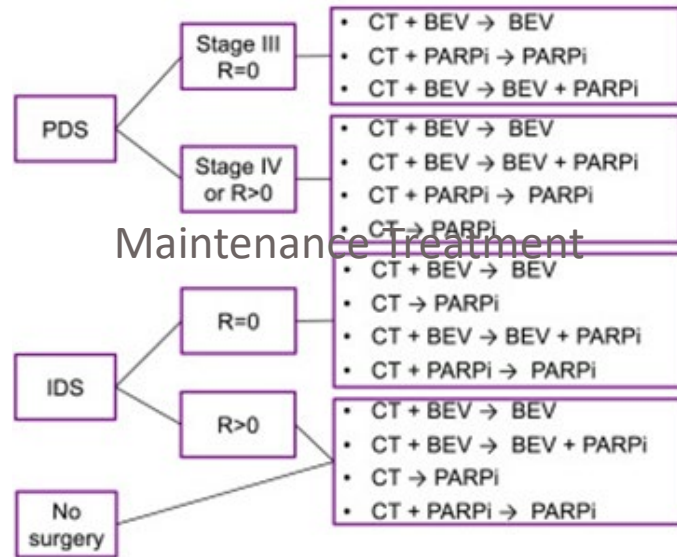 PDS
Stage III
R=0
• CT + BEV → BEV
• CT + PARPi → PARPi
• CT + BEV → BEV + PARPi
Stage IV
or R>0
• CT + BEV → BEV
• CT + BEV → BEV + PARPi
• CT + PARPi → PARPi
• CT → PARPi
Maintenance Treatment
IDS
R=0
• CT + BEV → BEV
• CT → PARPi
• CT + BEV → BEV + PARPi
• CT + PARPi → PARPi
R>0
No
surgery
• CT + BEV → BEV
• CT + BEV → BEV + PARPi
• CT → PARPi
• CT + PARPi → PARPi